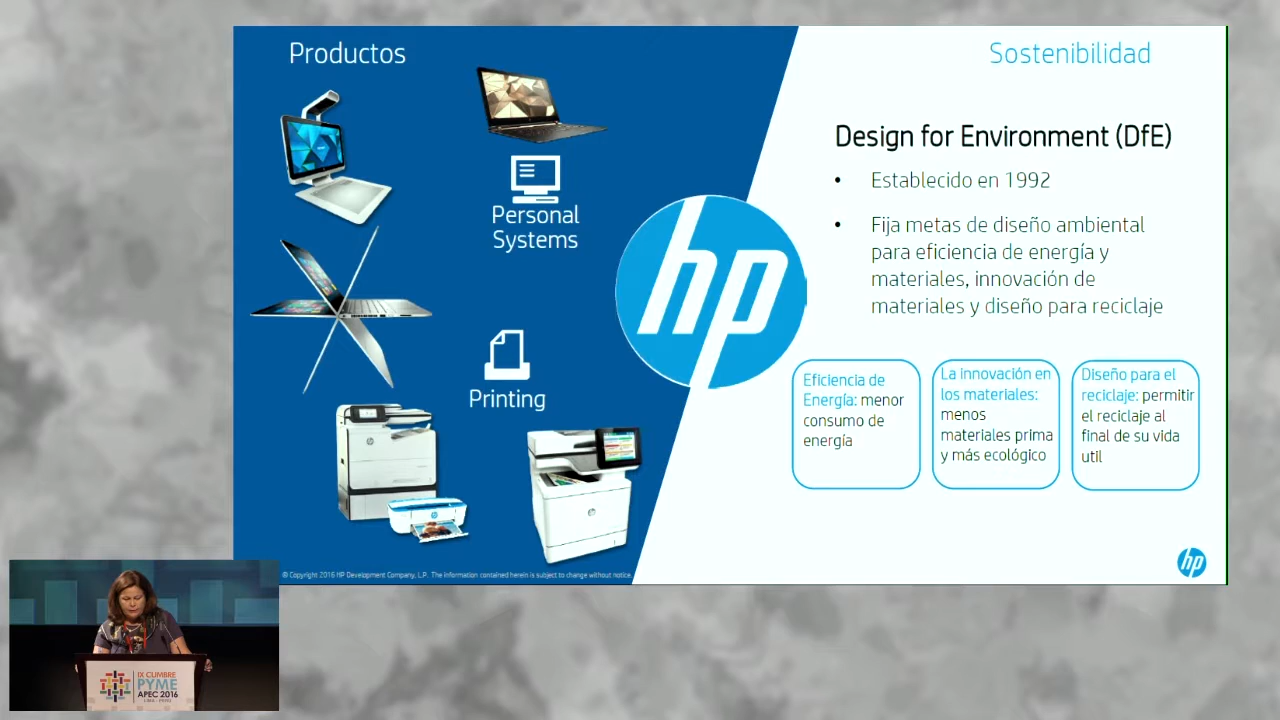 Productos
Sostenibilidad
Personal
Systems
Printing
hp
Design for Environment (DfE)
• Establecido en 1992
• Fija metas de diseño ambiental
para eficiencia de energía y
materiales, innovación de
materiales y diseño para reciclaje
Eficiencia de
Energía: menor
consumo de
energía
La innovación en
los materiales:
menos
materiales prima
y más ecológico
Diseño para el
reciclaje: permitir
el reciclaje al
final de su vida
util
© Copyright 2016 HP Development Company, L.P. The information contained herein is subject to change without notice.
hp
IX CUMBRE
PYME
APEC 2016
LIMA - PERÚ